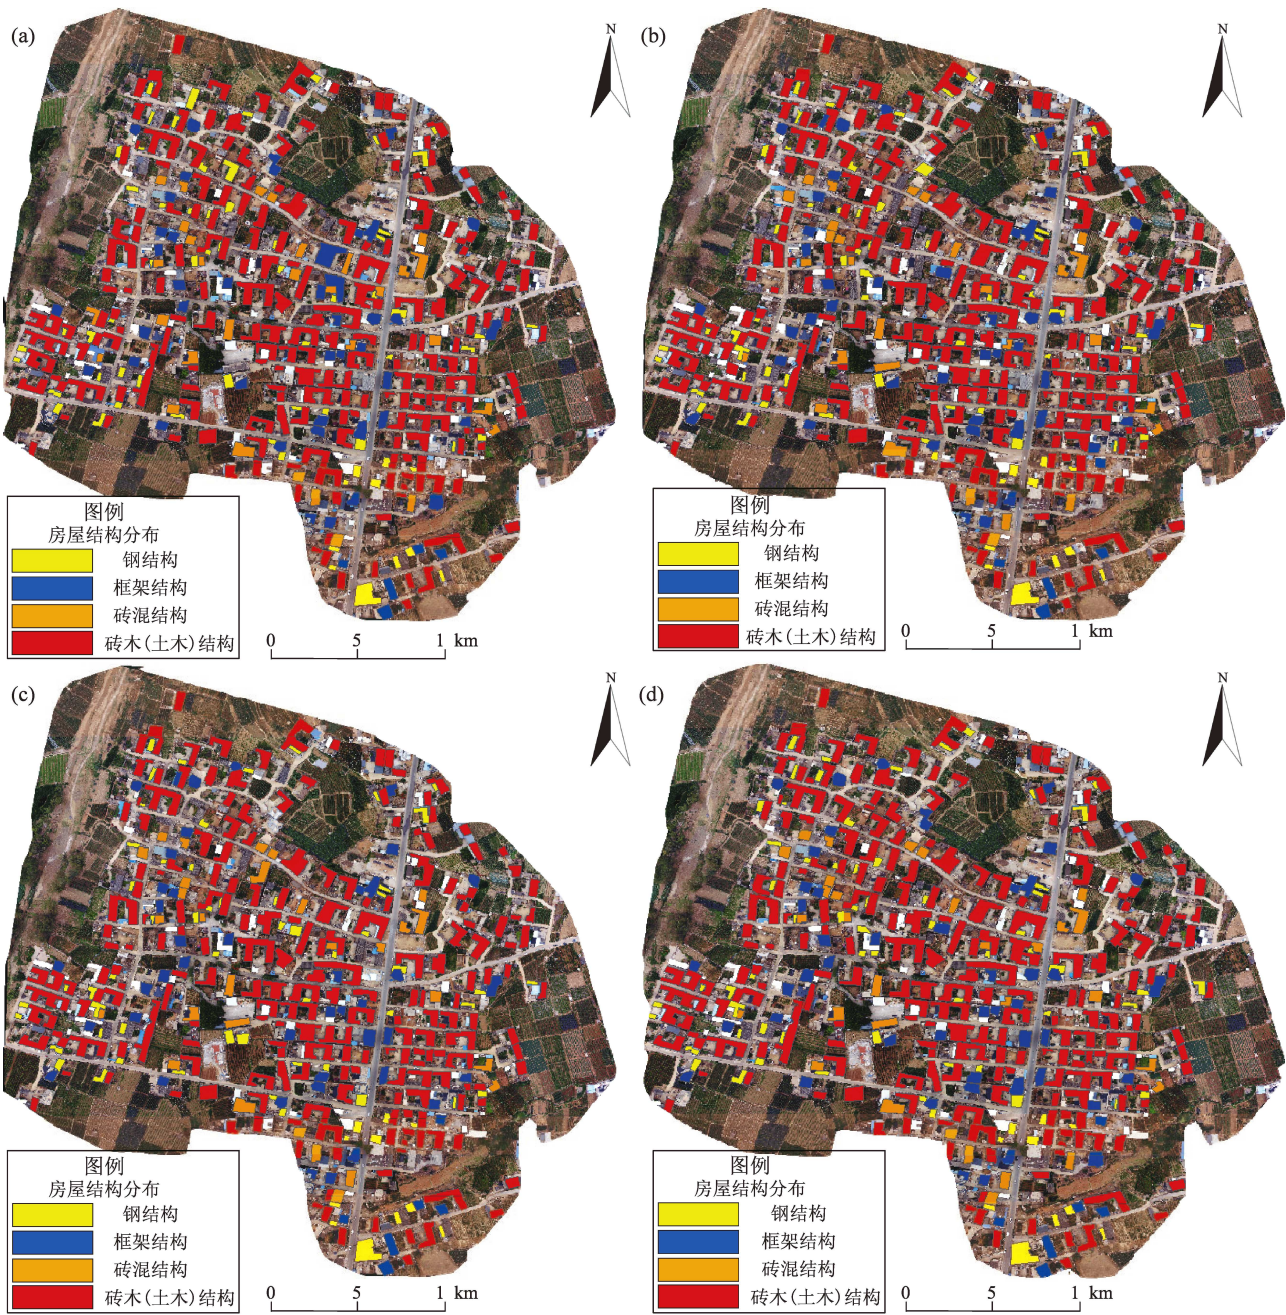 (a)
N
图例
房屋结构分布
钢结构
框架结构
砖混结构
砖木(土木)结构
0 5 1 km
(b)
N
图例
房屋结构分布
钢结构
框架结构
砖混结构
砖木(土木)结构
0 5 1 km
(c)
N
图例
房屋结构分布
钢结构
框架结构
砖混结构
砖木(土木)结构
0 5 1 km
(d)
N
图例
房屋结构分布
钢结构
框架结构
砖混结构
砖木(土木)结构
0 5 1 km